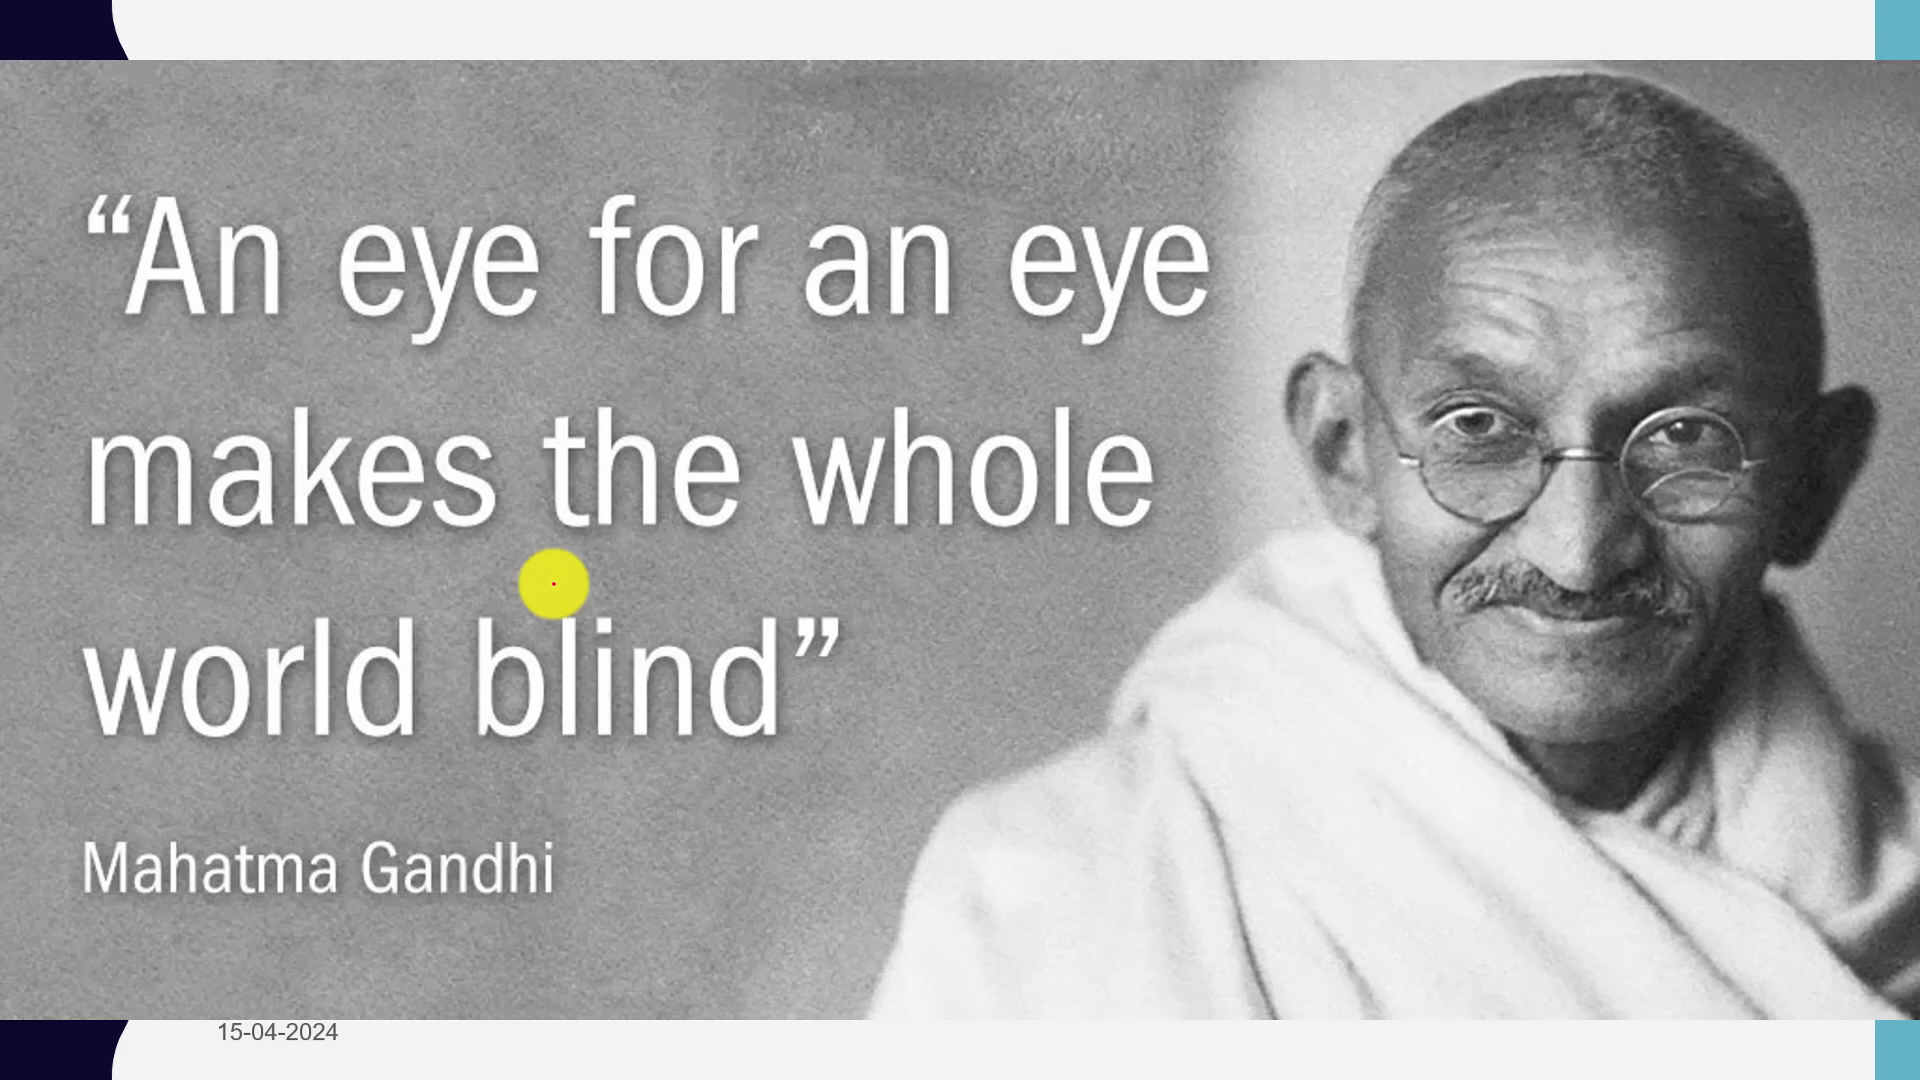 “An eye for an eye
makes the whole
world blind”
Mahatma Gandhi
15-04-2024